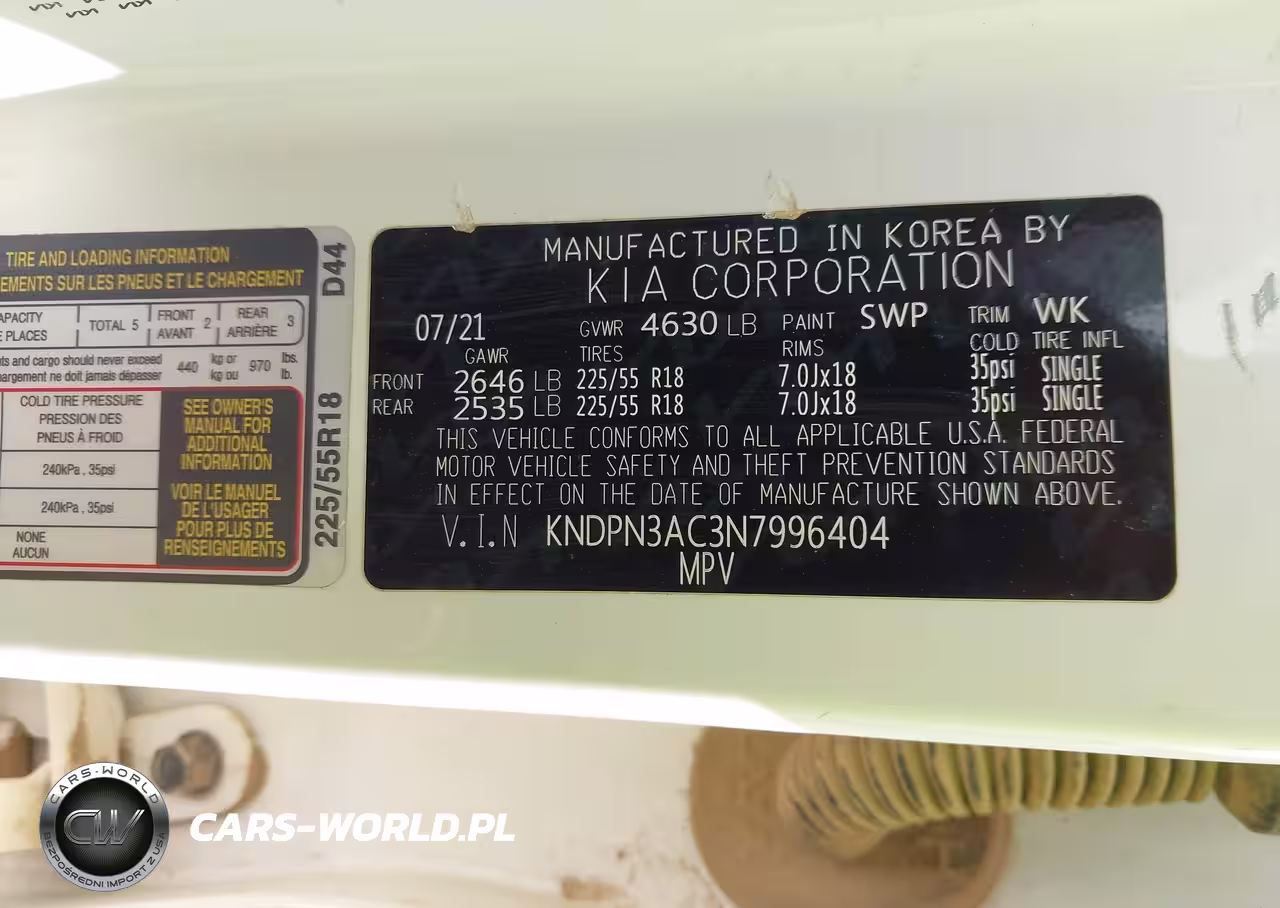 TIRE AND LOADING INFORMATION
EMENTS SUR LES PNEUS ET LE CHARGEMENT
APACITY
PLACES
TOTAL 5
FRONT
AVANT 2
REAR
ARRIÈRE 3
nts and cargo should never exceed
argement ne doit jamais dépasser
440
kg or
kg ou
970
lbs.
lb.
COLD TIRE PRESSURE
PRESSION DES
PNEUS À FROID
240kPa , 35psi
240kPa , 35psi
NONE
AUCUN
SEE OWNER'S
MANUAL FOR
ADDITIONAL
INFORMATION
VOIR LE MANUEL
DE L'USAGER
POUR PLUS DE
RENSEIGNEMENTS
225/55R18 D44
MANUFACTURED IN KOREA BY
KIA CORPORATION
07/21 GVWR 4630 LB PAINT SWP TRIM WK
GAWR TIRES RIMS COLD TIRE INFL
FRONT 2646 LB 225/55 R18 7.0Jx18 35psi SINGLE
REAR 2535 LB 225/55 R18 7.0Jx18 35psi SINGLE
THIS VEHICLE CONFORMS TO ALL APPLICABLE U.S.A. FEDERAL
MOTOR VEHICLE SAFETY AND THEFT PREVENTION STANDARDS
IN EFFECT ON THE DATE OF MANUFACTURE SHOWN ABOVE.
V.I.N KNDPN3AC3N7996404
MPV
CARS-WORLD
CW
BEZPOŚREDNI IMPORT Z USA
CARS-WORLD.PL